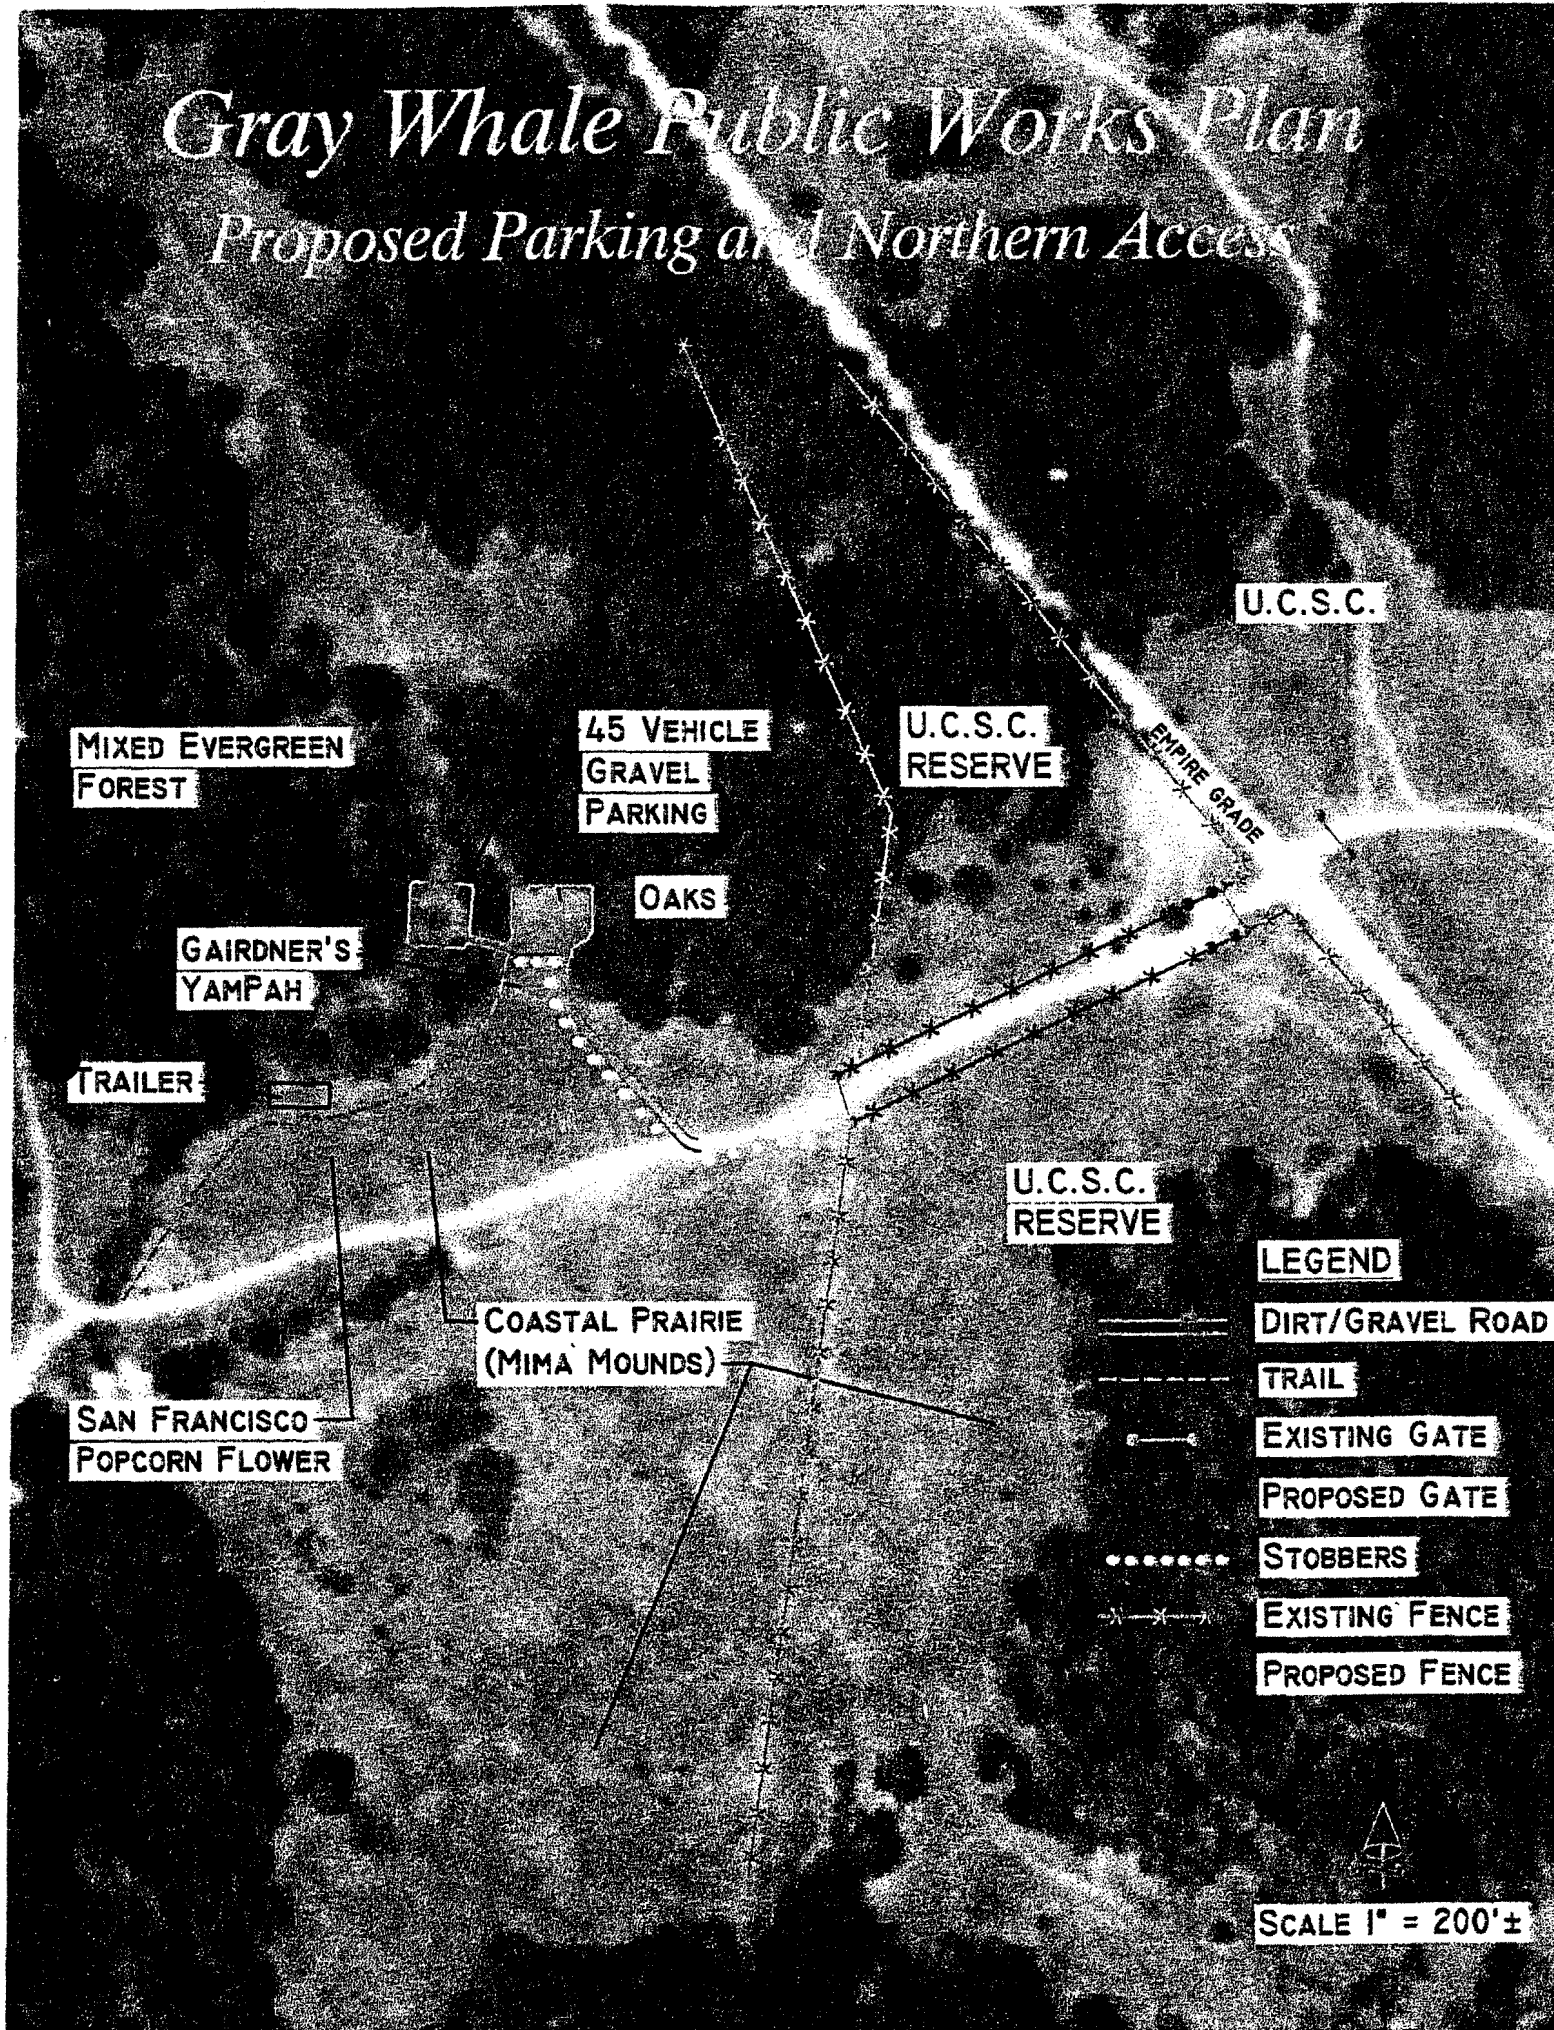 Gray Whale Public Works Plan
Proposed Parking and Northern Access
U.C.S.C.
MIXED EVERGREEN
FOREST
45 VEHICLE
GRAVEL
PARKING
U.C.S.C.
RESERVE
EMPIRE GRADE
OAKS
GAIRDNER'S
YAMPAH
TRAILER
U.C.S.C.
RESERVE
COASTAL PRAIRIE
(MIMA MOUNDS)
SAN FRANCISCO
POPCORN FLOWER
LEGEND
DIRT/GRAVEL ROAD
TRAIL
EXISTING GATE
PROPOSED GATE
STOBBERS
EXISTING FENCE
PROPOSED FENCE
SCALE 1" = 200'±